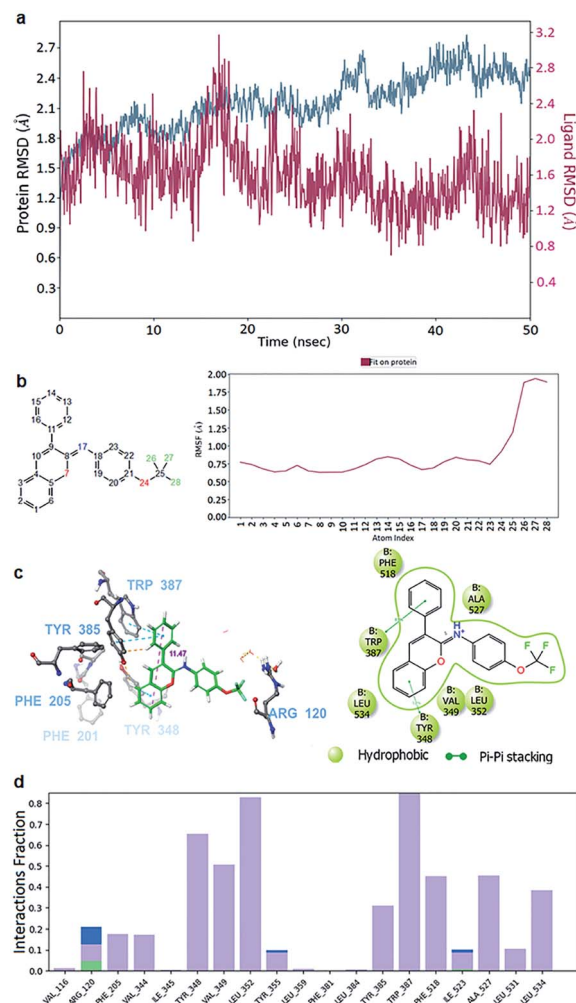 a
Protein RMSD (Å)
2.7
2.4
2.1
1.8
1.5
1.2
0.9
0.6
0.3
3.2
2.8
2.4
2.0
1.6
1.2
0.8
0.4
Ligand RMSD (Å)
0 10 20 30 40 50
Time (nsec)
b
14
15 13
16 12
11
9
10 8 17 23
4 18 22
3 5 7 19 21
2 6 20 24 25
1
26 27
28
Fit on protein
RMSF (Å)
2.00
1.75
1.50
1.25
1.00
0.75
0.50
0.25
0.00
1 2 3 4 5 6 7 8 9 10 11 12 13 14 15 16 17 18 19 20 21 22 23 24 25 26 27 28
Atom Index
c
TRP 387
TYR 385
11.47
PHE 205
PHE 201
TYR 348
ARG 120
B: PHE 518
B: ALA 527
B: TRP 387
H
N+
O
O
F
F
F
B: LEU 534
B: VAL 349
B: LEU 352
B: TYR 348
Hydrophobic Pi-Pi stacking
d
Interactions Fraction
0.8
0.7
0.6
0.5
0.4
0.3
0.2
0.1
0.0
VAL_116 ARG_120 PHE_205 VAL_344 ILE_345 TYR_348 VAL_349 LEU_352 TYR_355 LEU_359 PHE_381 LEU_384 TYR_385 TRP_387 PHE_518 ILE_523 ALA_527 LEU_531 LEU_534